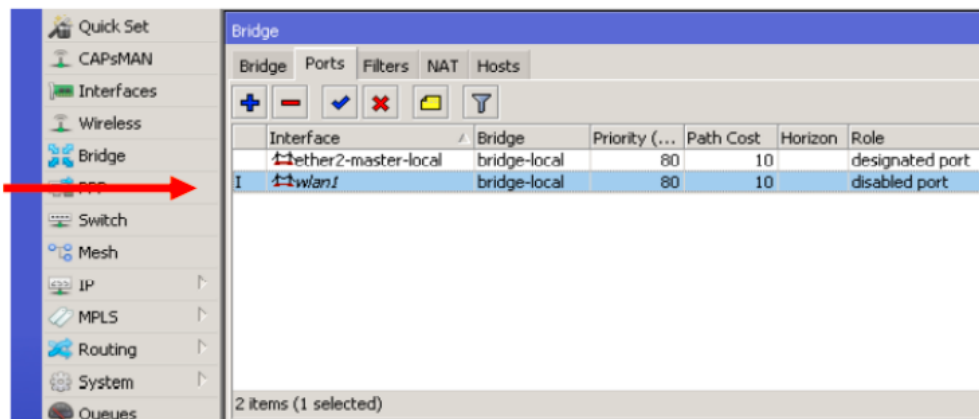 Quick Set
CAPsMAN
Interfaces
Wireless
Bridge
PPP
Switch
Mesh
IP
MPLS
Routing
System
Queues
Bridge
Bridge Ports Filters NAT Hosts
Interface Bridge Priority (... Path Cost Horizon Role
ether2-master-local bridge-local 80 10 designated port
I wlan1 bridge-local 80 10 disabled port
2 items (1 selected)